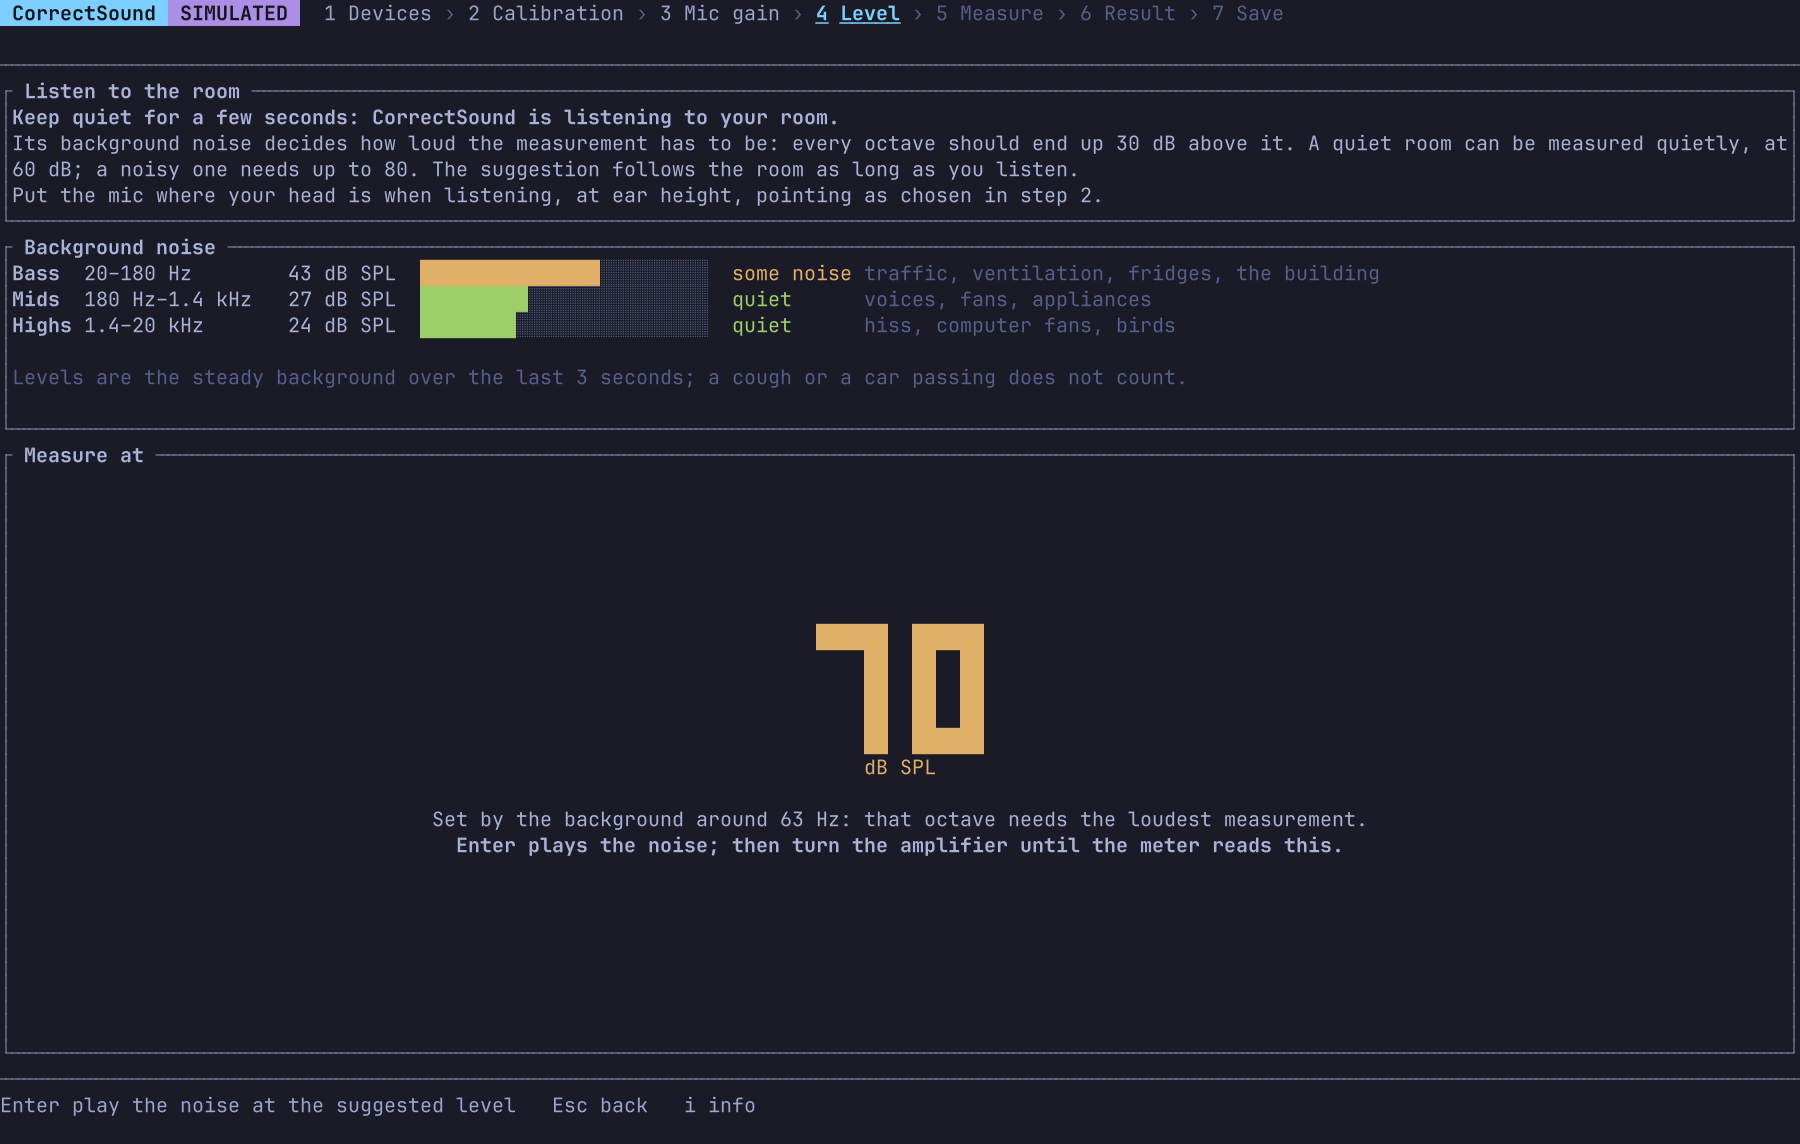 CorrectSound SIMULATED 1 Devices › 2 Calibration › 3 Mic gain › 4 Level › 5 Measure › 6 Result › 7 Save
Listen to the room
Keep quiet for a few seconds: CorrectSound is listening to your room.
Its background noise decides how loud the measurement has to be: every octave should end up 30 dB above it. A quiet room can be measured quietly, at
60 dB; a noisy one needs up to 80. The suggestion follows the room as long as you listen.
Put the mic where your head is when listening, at ear height, pointing as chosen in step 2.
Background noise
Bass 20–180 Hz 43 dB SPL some noise traffic, ventilation, fridges, the building
Mids 180 Hz–1.4 kHz 27 dB SPL quiet voices, fans, appliances
Highs 1.4–20 kHz 24 dB SPL quiet hiss, computer fans, birds
Levels are the steady background over the last 3 seconds; a cough or a car passing does not count.
Measure at
70
dB SPL
Set by the background around 63 Hz: that octave needs the loudest measurement.
Enter plays the noise; then turn the amplifier until the meter reads this.
Enter play the noise at the suggested level Esc back i info